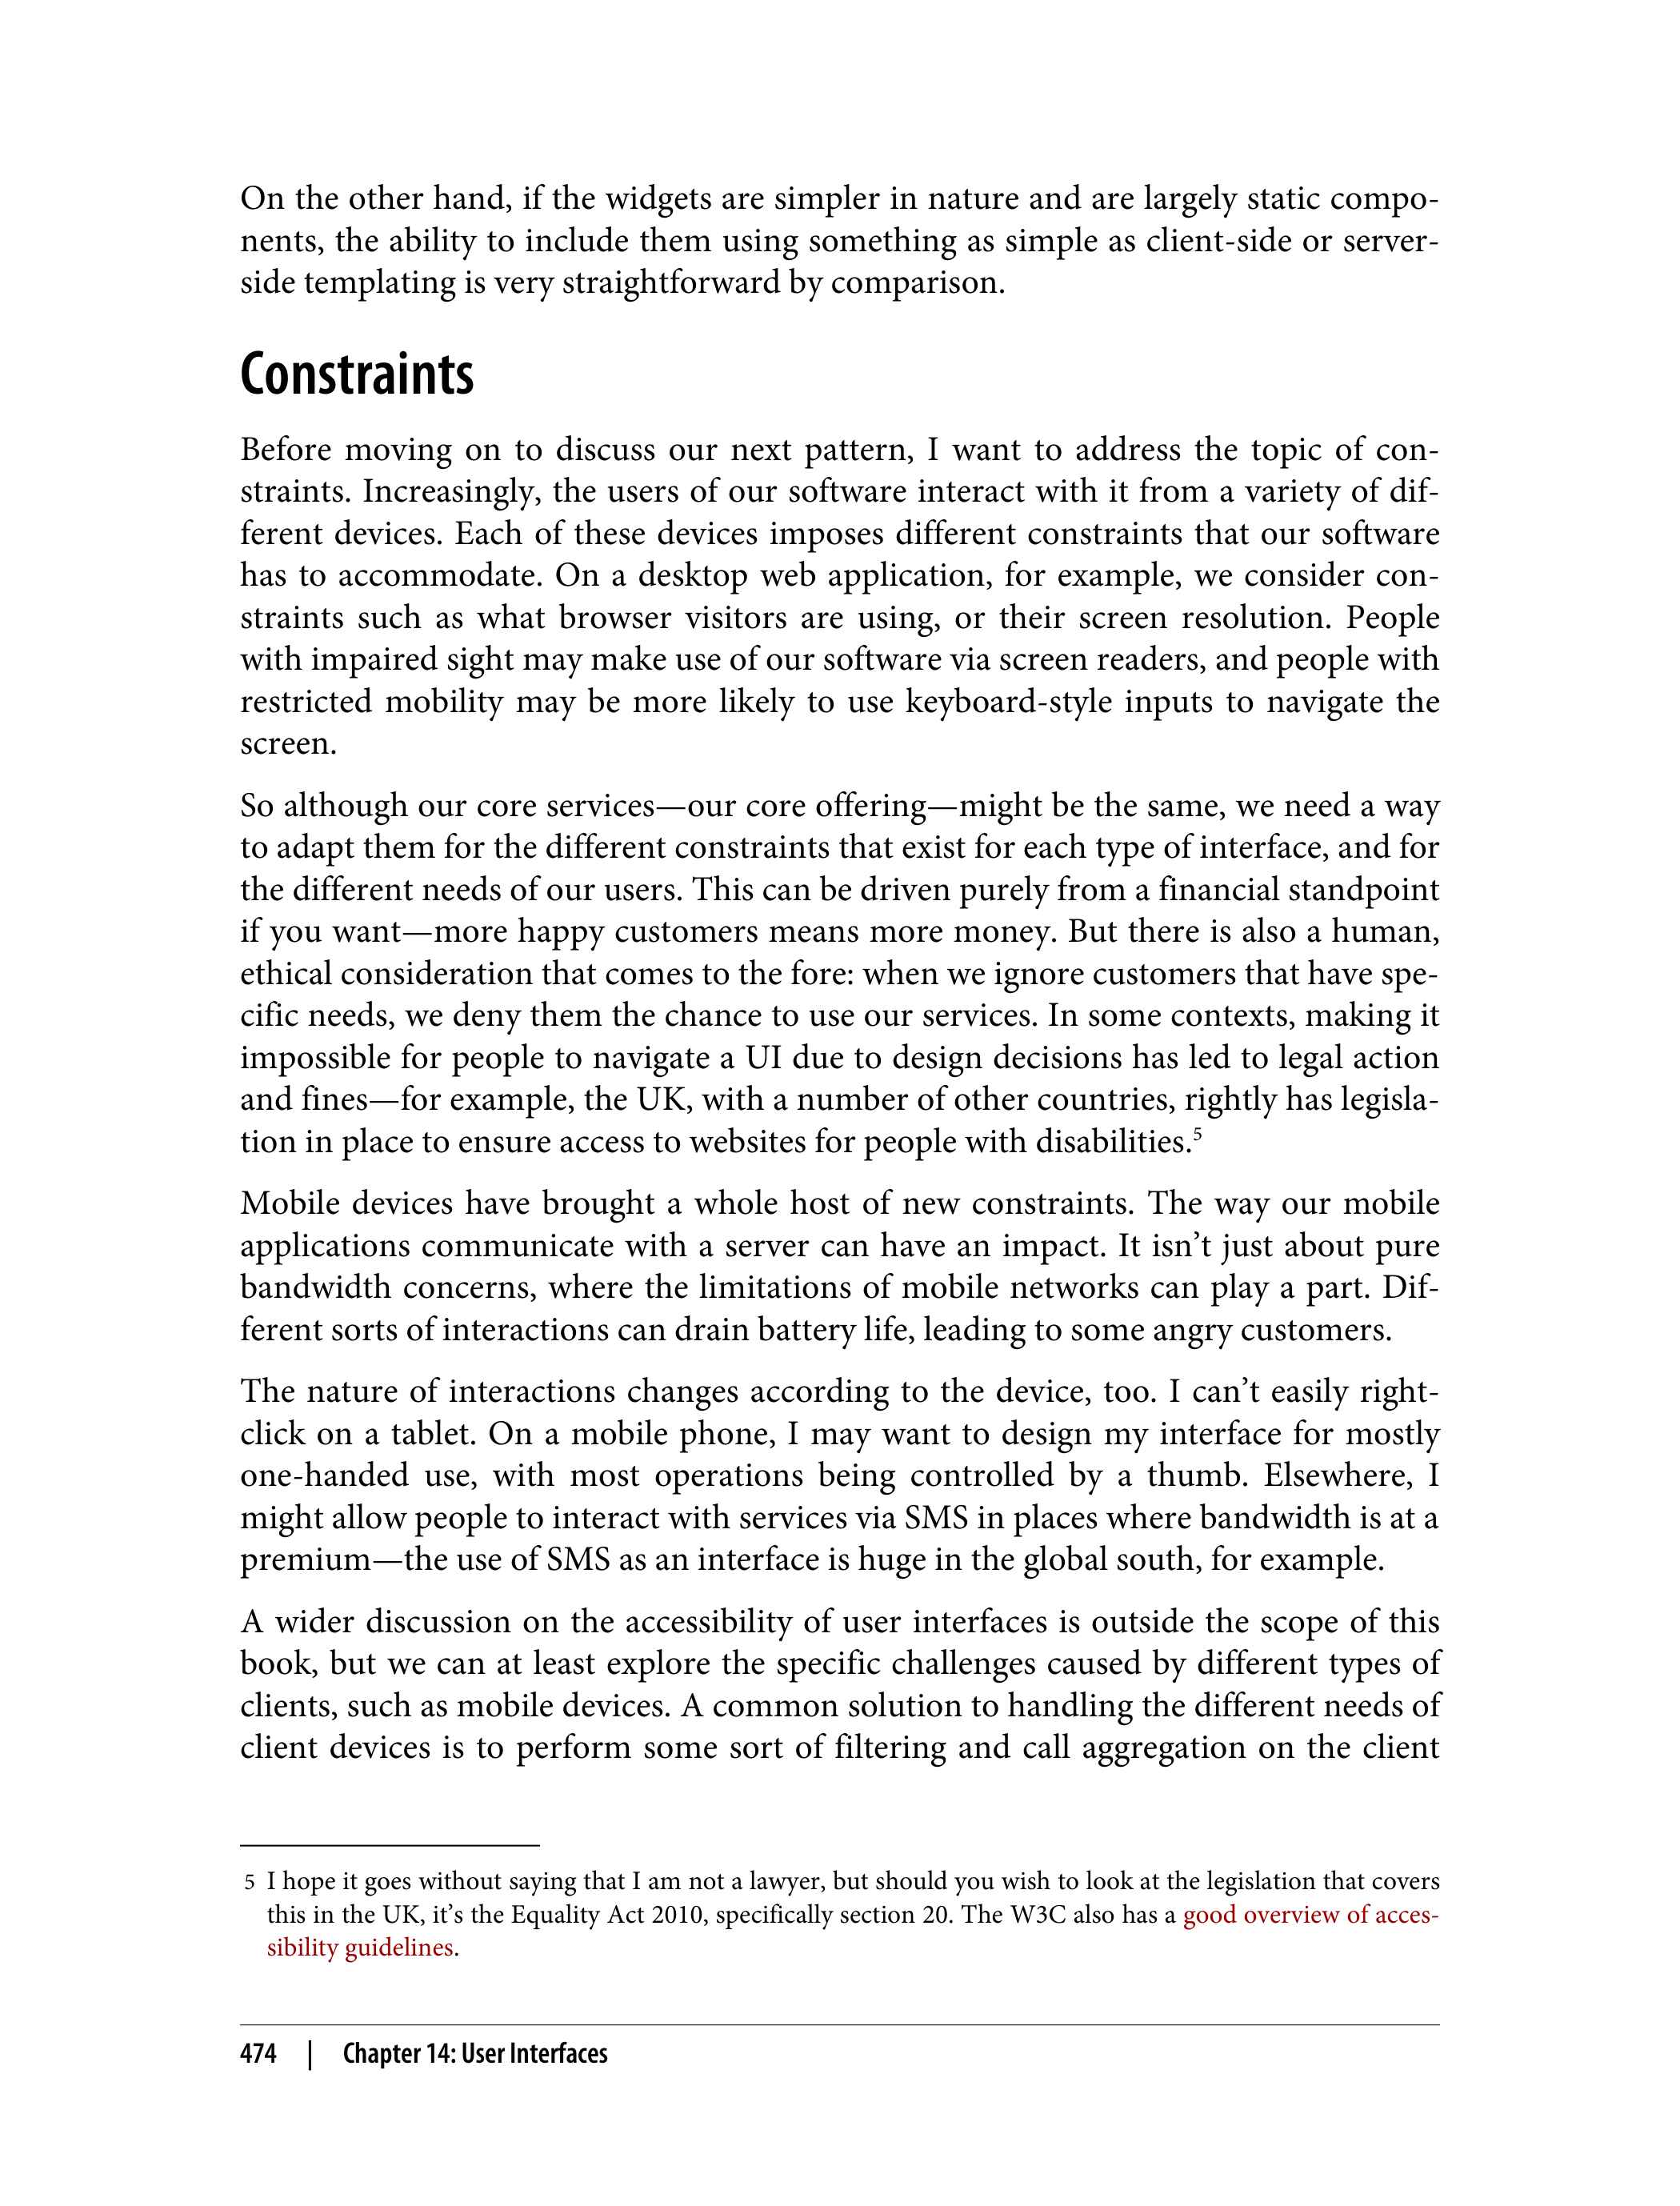 On the other hand, if the widgets are simpler in nature and are largely static compo-
nents, the ability to include them using something as simple as client-side or server-
side templating is very straightforward by comparison.
Constraints
Before moving on to discuss our next pattern, I want to address the topic of con-
straints. Increasingly, the users of our software interact with it from a variety of dif-
ferent devices. Each of these devices imposes different constraints that our software
has to accommodate. On a desktop web application, for example, we consider con-
straints such as what browser visitors are using, or their screen resolution. People
with impaired sight may make use of our software via screen readers, and people with
restricted mobility may be more likely to use keyboard-style inputs to navigate the
screen.
So although our core services—our core offering—might be the same, we need a way
to adapt them for the different constraints that exist for each type of interface, and for
the different needs of our users. This can be driven purely from a financial standpoint
if you want—more happy customers means more money. But there is also a human,
ethical consideration that comes to the fore: when we ignore customers that have spe-
cific needs, we deny them the chance to use our services. In some contexts, making it
impossible for people to navigate a UI due to design decisions has led to legal action
and fines—for example, the UK, with a number of other countries, rightly has legisla-
tion in place to ensure access to websites for people with disabilities.5
Mobile devices have brought a whole host of new constraints. The way our mobile
applications communicate with a server can have an impact. It isn’t just about pure
bandwidth concerns, where the limitations of mobile networks can play a part. Dif-
ferent sorts of interactions can drain battery life, leading to some angry customers.
The nature of interactions changes according to the device, too. I can’t easily right-
click on a tablet. On a mobile phone, I may want to design my interface for mostly
one-handed use, with most operations being controlled by a thumb. Elsewhere, I
might allow people to interact with services via SMS in places where bandwidth is at a
premium—the use of SMS as an interface is huge in the global south, for example.
A wider discussion on the accessibility of user interfaces is outside the scope of this
book, but we can at least explore the specific challenges caused by different types of
clients, such as mobile devices. A common solution to handling the different needs of
client devices is to perform some sort of filtering and call aggregation on the client
5 I hope it goes without saying that I am not a lawyer, but should you wish to look at the legislation that covers
this in the UK, it’s the Equality Act 2010, specifically section 20. The W3C also has a good overview of acces-
sibility guidelines.
474 | Chapter 14: User Interfaces